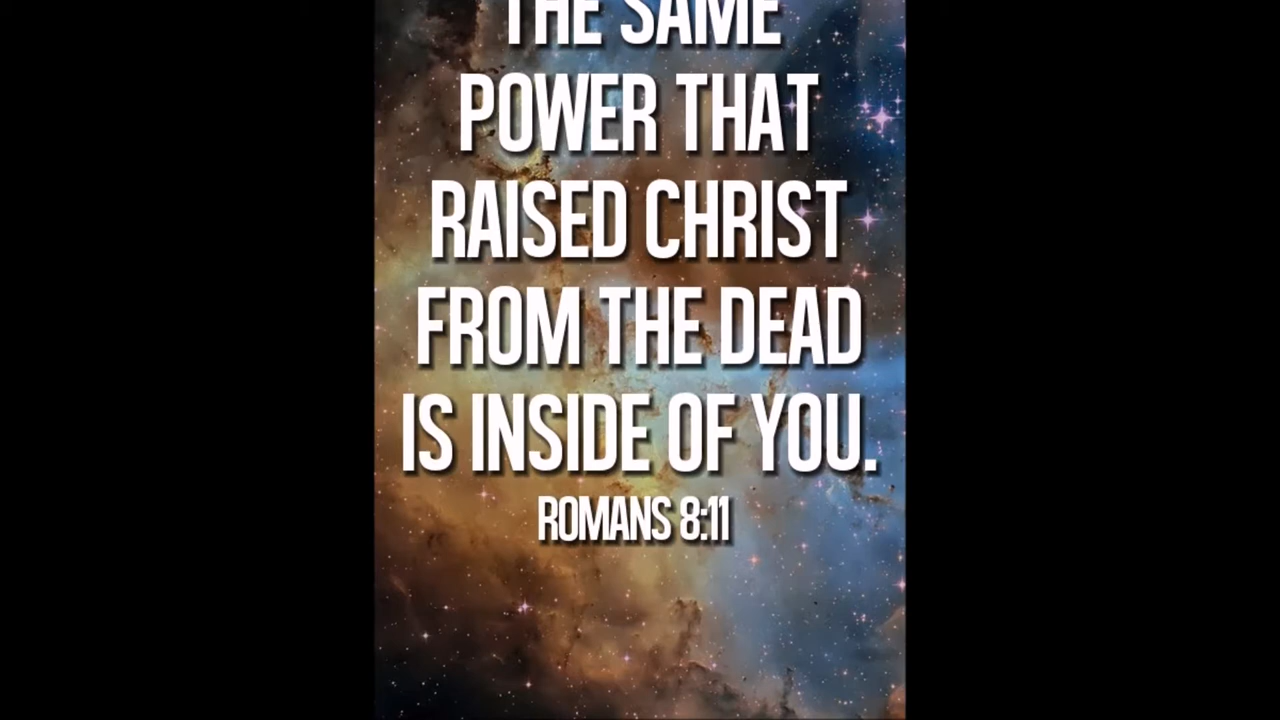 THE SAME
POWER THAT
RAISED CHRIST
FROM THE DEAD
IS INSIDE OF YOU.
ROMANS 8:11